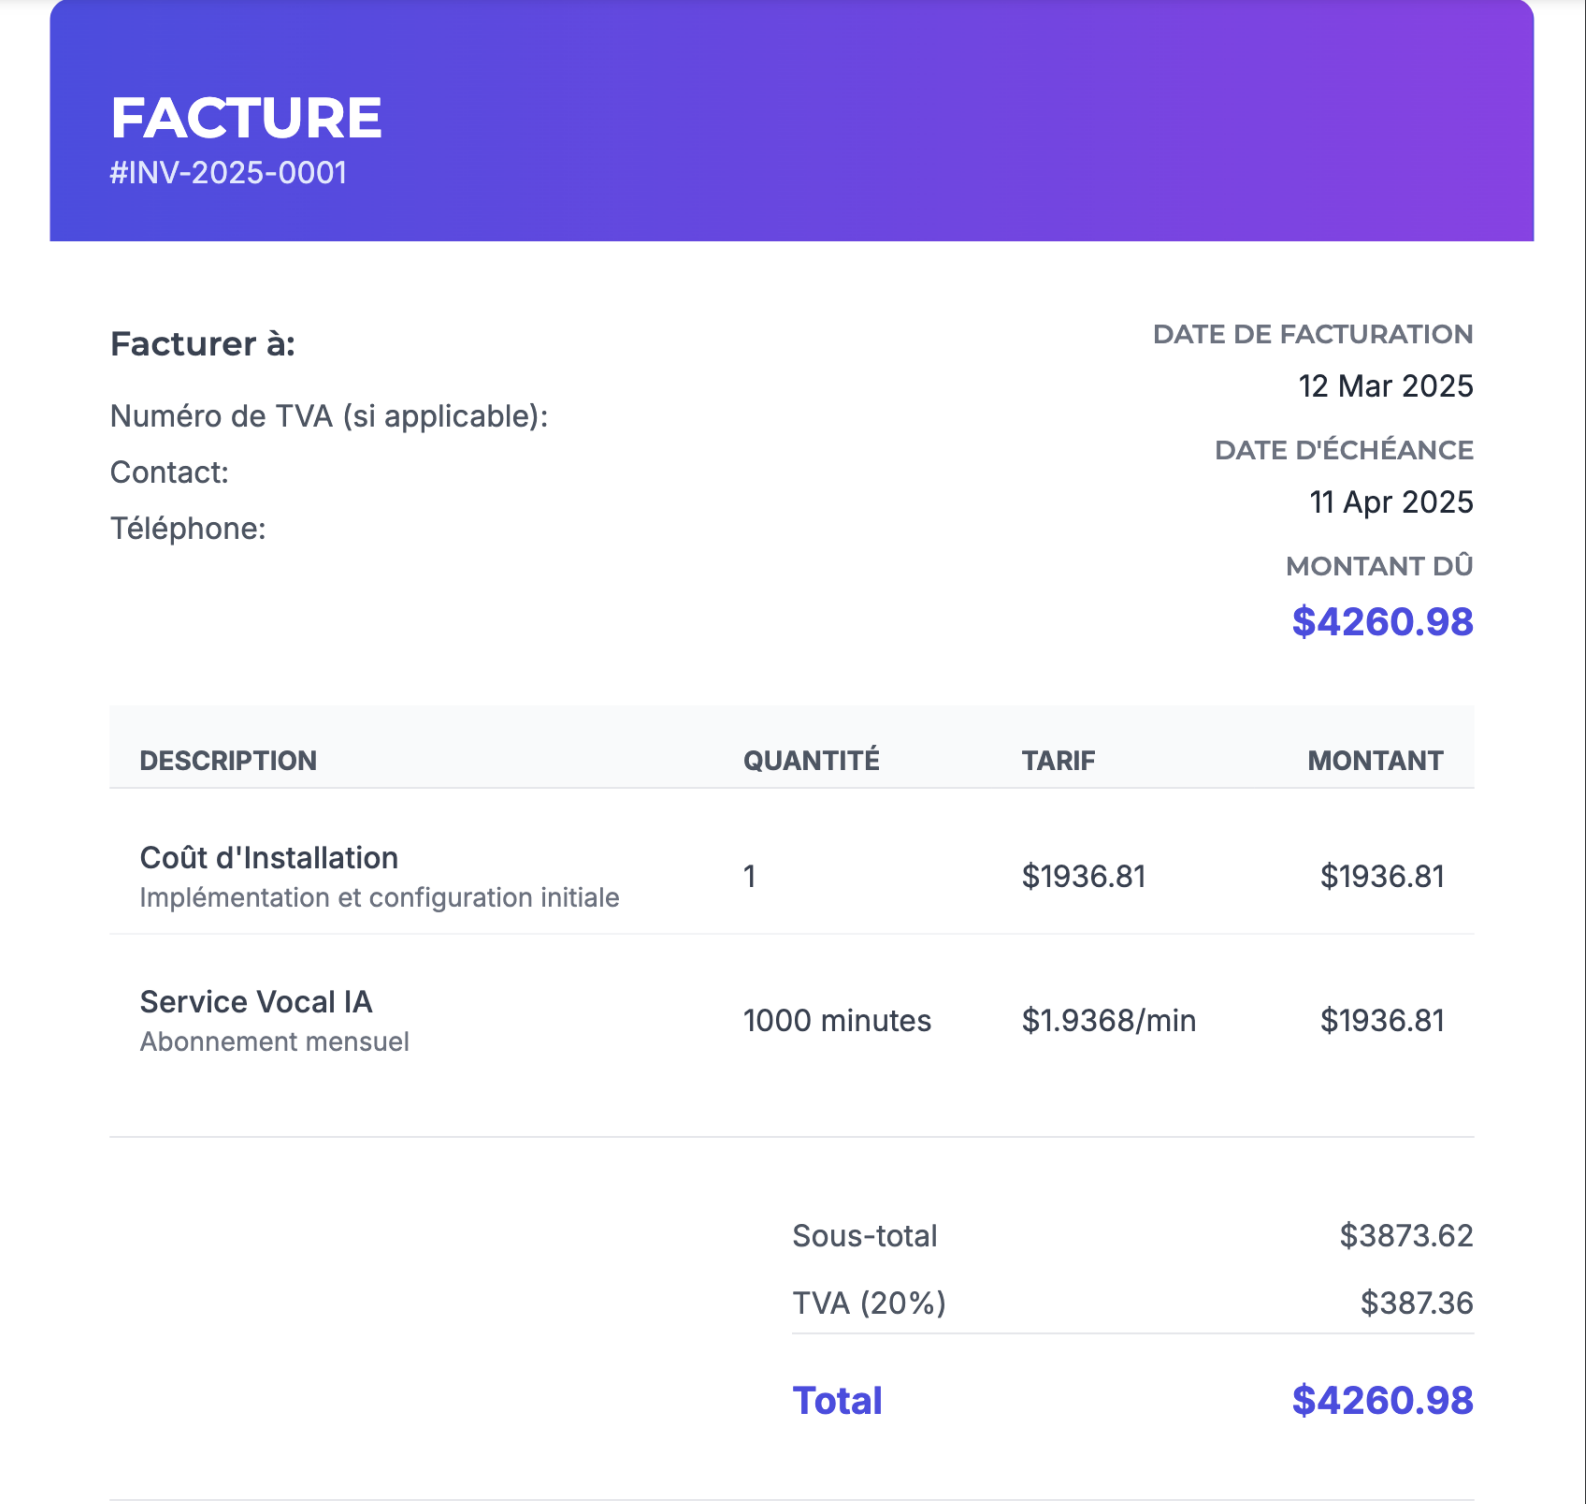 FACTURE
#INV-2025-0001
Facturer à:
Numéro de TVA (si applicable):
Contact:
Téléphone:
DATE DE FACTURATION
12 Mar 2025
DATE D'ÉCHÉANCE
11 Apr 2025
MONTANT DÛ
$4260.98
DESCRIPTION QUANTITÉ TARIF MONTANT
Coût d'Installation
Implémentation et configuration initiale
1 $1936.81 $1936.81
Service Vocal IA
Abonnement mensuel
1000 minutes $1.9368/min $1936.81
Sous-total $3873.62
TVA (20%) $387.36
Total $4260.98